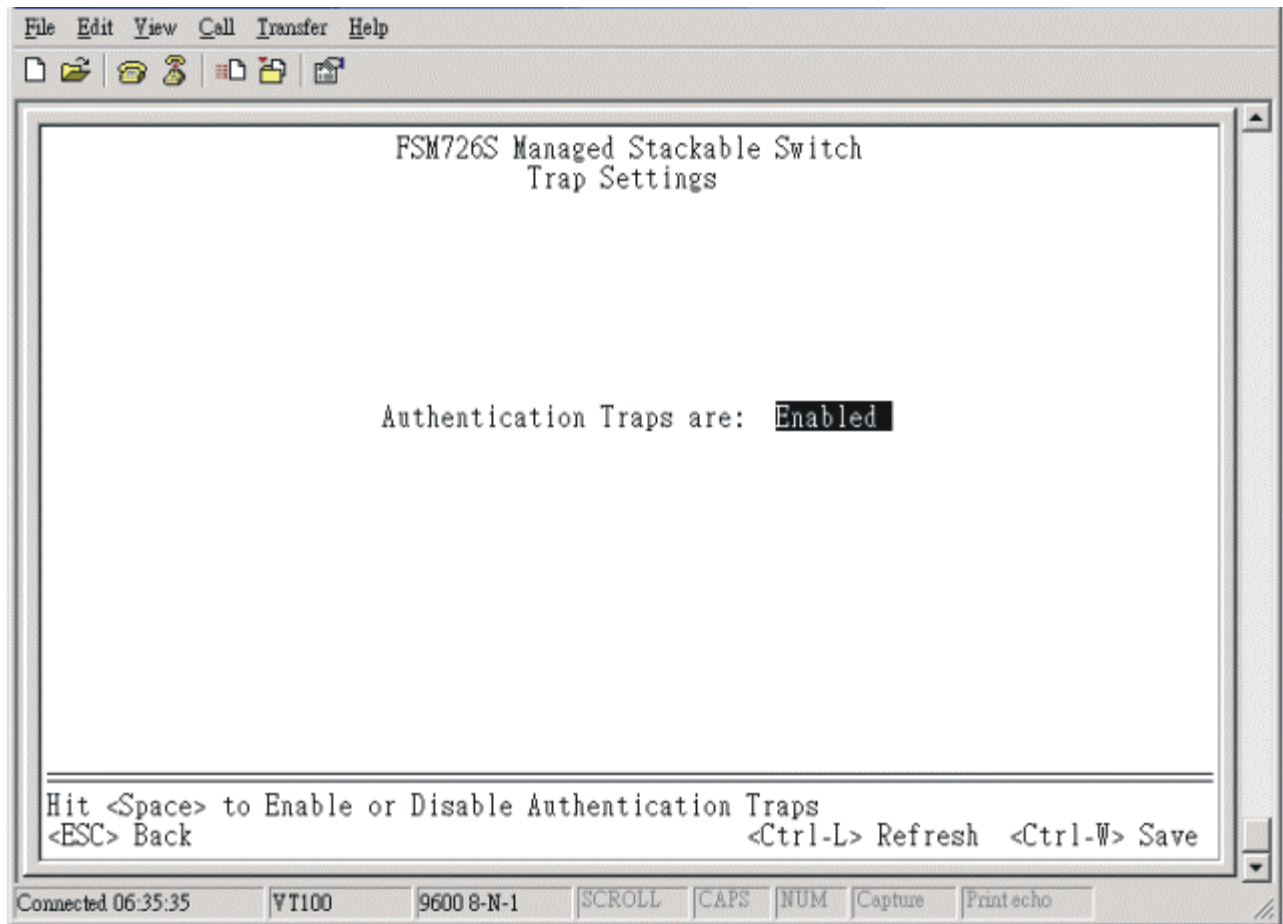 File Edit View Call Transfer Help
FSM726S Managed Stackable Switch
Trap Settings
Authentication Traps are: Enabled
Hit <Space> to Enable or Disable Authentication Traps
<ESC> Back <Ctrl-L> Refresh <Ctrl-W> Save
Connected 06:35:35 VT100 9600 8-N-1 SCROLL CAPS NUM Capture Print echo